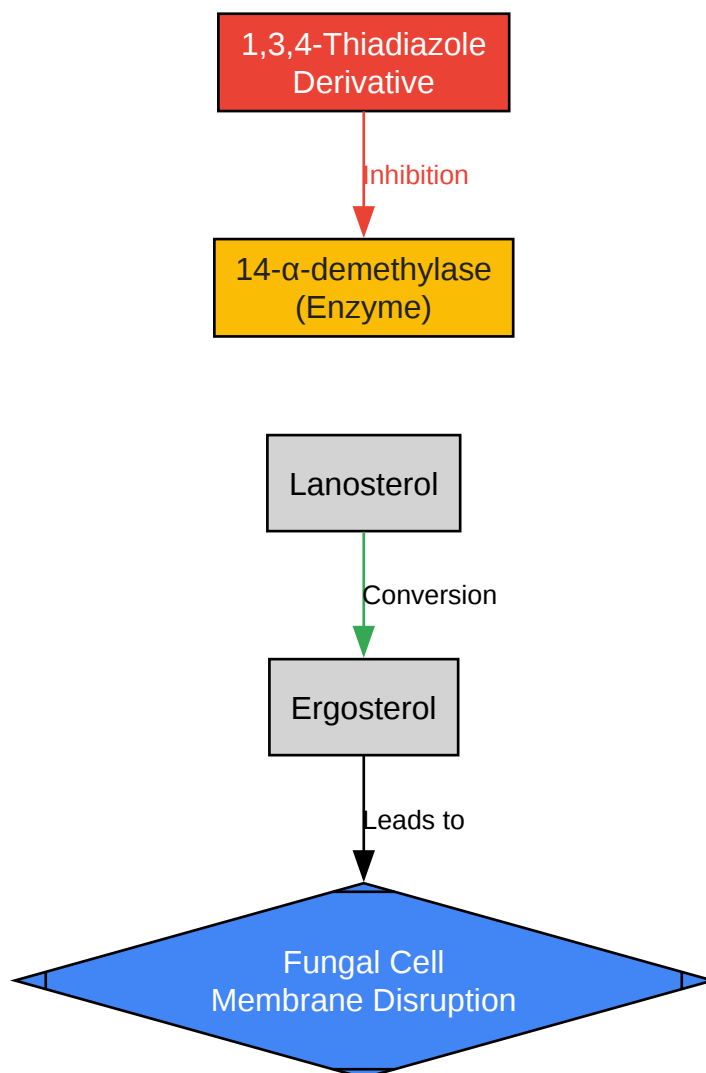 1,3,4-Thiadiazole
Derivative
Inhibition
14-α-demethylase
(Enzyme)
Lanosterol
Conversion
Ergosterol
Leads to
Fungal Cell
Membrane Disruption